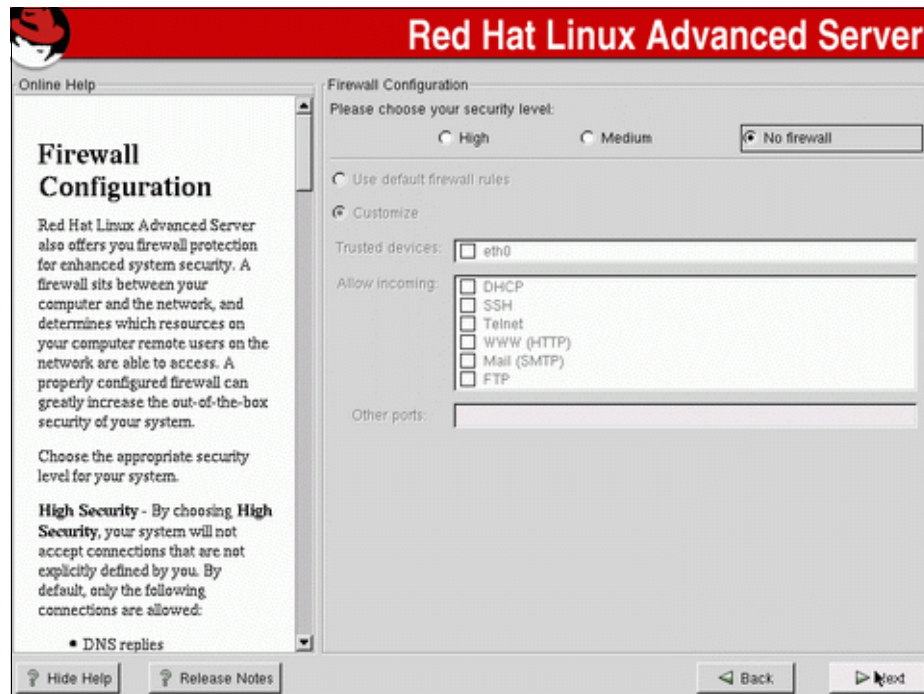 Red Hat Linux Advanced Server
Online Help
Firewall
Configuration
Red Hat Linux Advanced Server
also offers you firewall protection
for enhanced system security. A
firewall sits between your
computer and the network, and
determines which resources on
your computer remote users on the
network are able to access. A
properly configured firewall can
greatly increase the out-of-the-box
security of your system.
Choose the appropriate security
level for your system.
High Security - By choosing High
Security, your system will not
accept connections that are not
explicitly defined by you. By
default, only the following
connections are allowed:
• DNS replies
Firewall Configuration
Please choose your security level:
High
Medium
No firewall
Use default firewall rules
Customize
Trusted devices:
eth0
Allow incoming:
DHCP
SSH
Telnet
WWW (HTTP)
Mail (SMTP)
FTP
Other ports:
Hide Help
Release Notes
Back
Next